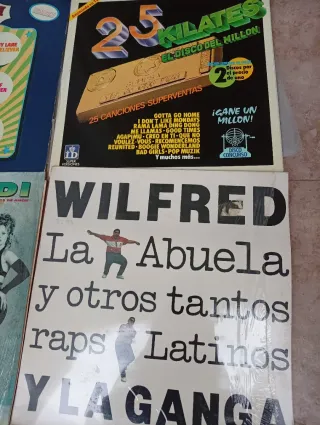 25 KILATES
EL DISCO DEL MILLON
2 Discos por
el precio de
uno
25 CANCIONES SUPERVENTAS
¡GANE UN
MILLON!
GOTTA GO HOME
I DON'T LIKE MONDAYS
RAMA LAMA DING DONG
ME LLAMAS - GOOD TIMES
AGAPIMU - CREO EN TI - QUE NO
VOULEZ-VOUS - RECOMENCEMOS
REUNITED - BOOGIE WONDERLAND
BAD GIRLS - POP MUZIK
Y muchos más...
WILFRED
La Abuela
y otros tantos
raps Latinos
Y LA GANGA